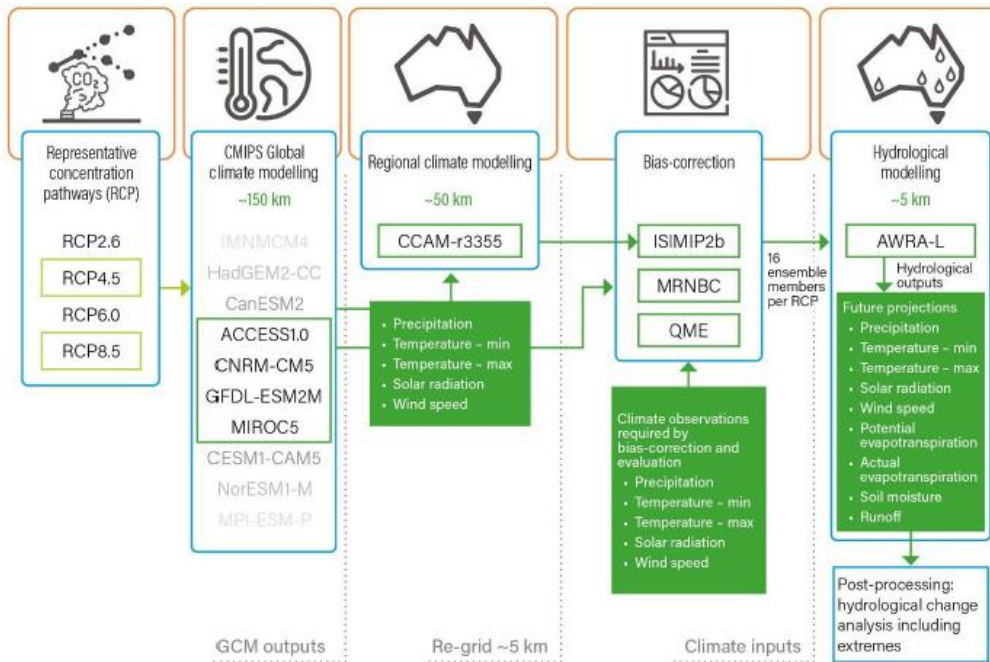 CO2
Representative
concentration
pathways (RCP)
RCP2.6
RCP4.5
RCP6.0
RCP8.5
CMIPS Global
climate modelling
~150 km
IMNMCM4
HadGEM2-CC
CanESM2
ACCESS1.0
CNRM-CM5
GFDL-ESM2M
MIROC5
CESM1-CAM5
NorESM1-M
MPI-ESM-P
GCM outputs
Regional climate modelling
~50 km
CCAM-r3355
• Precipitation
• Temperature – min
• Temperature – max
• Solar radiation
• Wind speed
Re-grid ~5 km
Bias-correction
ISIMIP2b
MRNBC
QME
Climate observations
required by
bias-correction and
evaluation
• Precipitation
• Temperature – min
• Temperature – max
• Solar radiation
• Wind speed
Climate inputs
16
ensemble
members
per RCP
Hydrological
modelling
~5 km
AWRA-L
Hydrological
outputs
Future projections
• Precipitation
• Temperature – min
• Temperature – max
• Solar radiation
• Wind speed
• Potential
evapotranspiration
• Actual
evapotranspiration
• Soil moisture
• Runoff
Post-processing:
hydrological change
analysis including
extremes